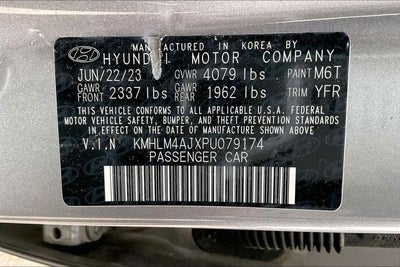 MANUFACTURED IN KOREA BY
HYUNDAI MOTOR COMPANY
JUN/22/23 GVWR 4079 lbs PAINT M6T
GAWR FRONT 2337 lbs GAWR REAR 1962 lbs TRIM YFR
THIS VEHICLE CONFORMS TO ALL APPLICABLE U.S.A. FEDERAL
MOTOR VEHICLE SAFETY, BUMPER, AND THEFT PREVENTION
STANDARDS IN EFFECT ON THE DATE OF MANUFACTURE SHOWN ABOVE.
V.I.N KMHLM4AJXPU079174
PASSENGER CAR